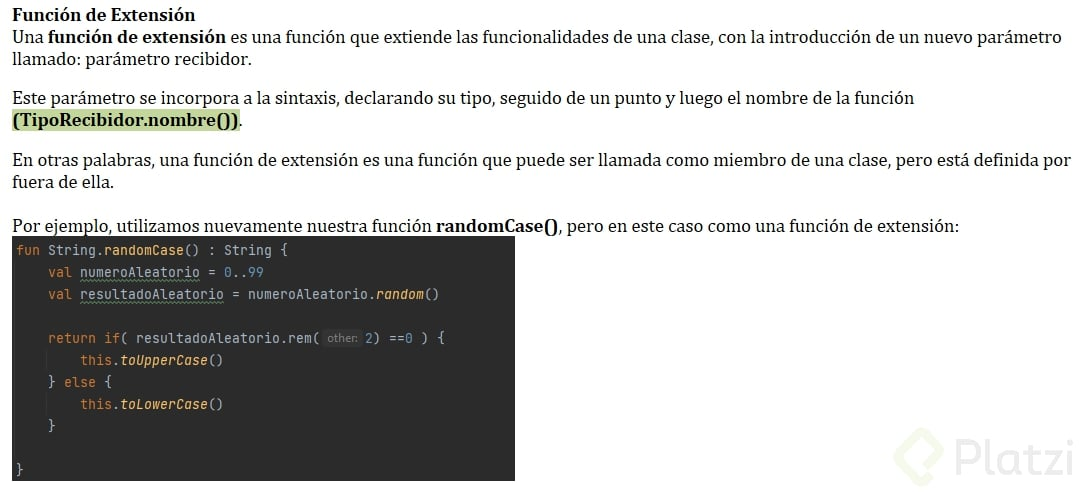 Función de Extensión
Una función de extensión es una función que extiende las funcionalidades de una clase, con la introducción de un nuevo parámetro
llamado: parámetro recibidor.
Este parámetro se incorpora a la sintaxis, declarando su tipo, seguido de un punto y luego el nombre de la función
(TipoRecibidor.nombre()).
En otras palabras, una función de extensión es una función que puede ser llamada como miembro de una clase, pero está definida por
fuera de ella.
Por ejemplo, utilizamos nuevamente nuestra función randomCase(), pero en este caso como una función de extensión:
fun String.randomCase() : String {
val numeroAleatorio = 0..99
val resultadoAleatorio = numeroAleatorio.random()
return if( resultadoAleatorio.rem( other: 2) ==0 ) {
this.toUpperCase()
} else {
this.toLowerCase()
}
}
Platzi